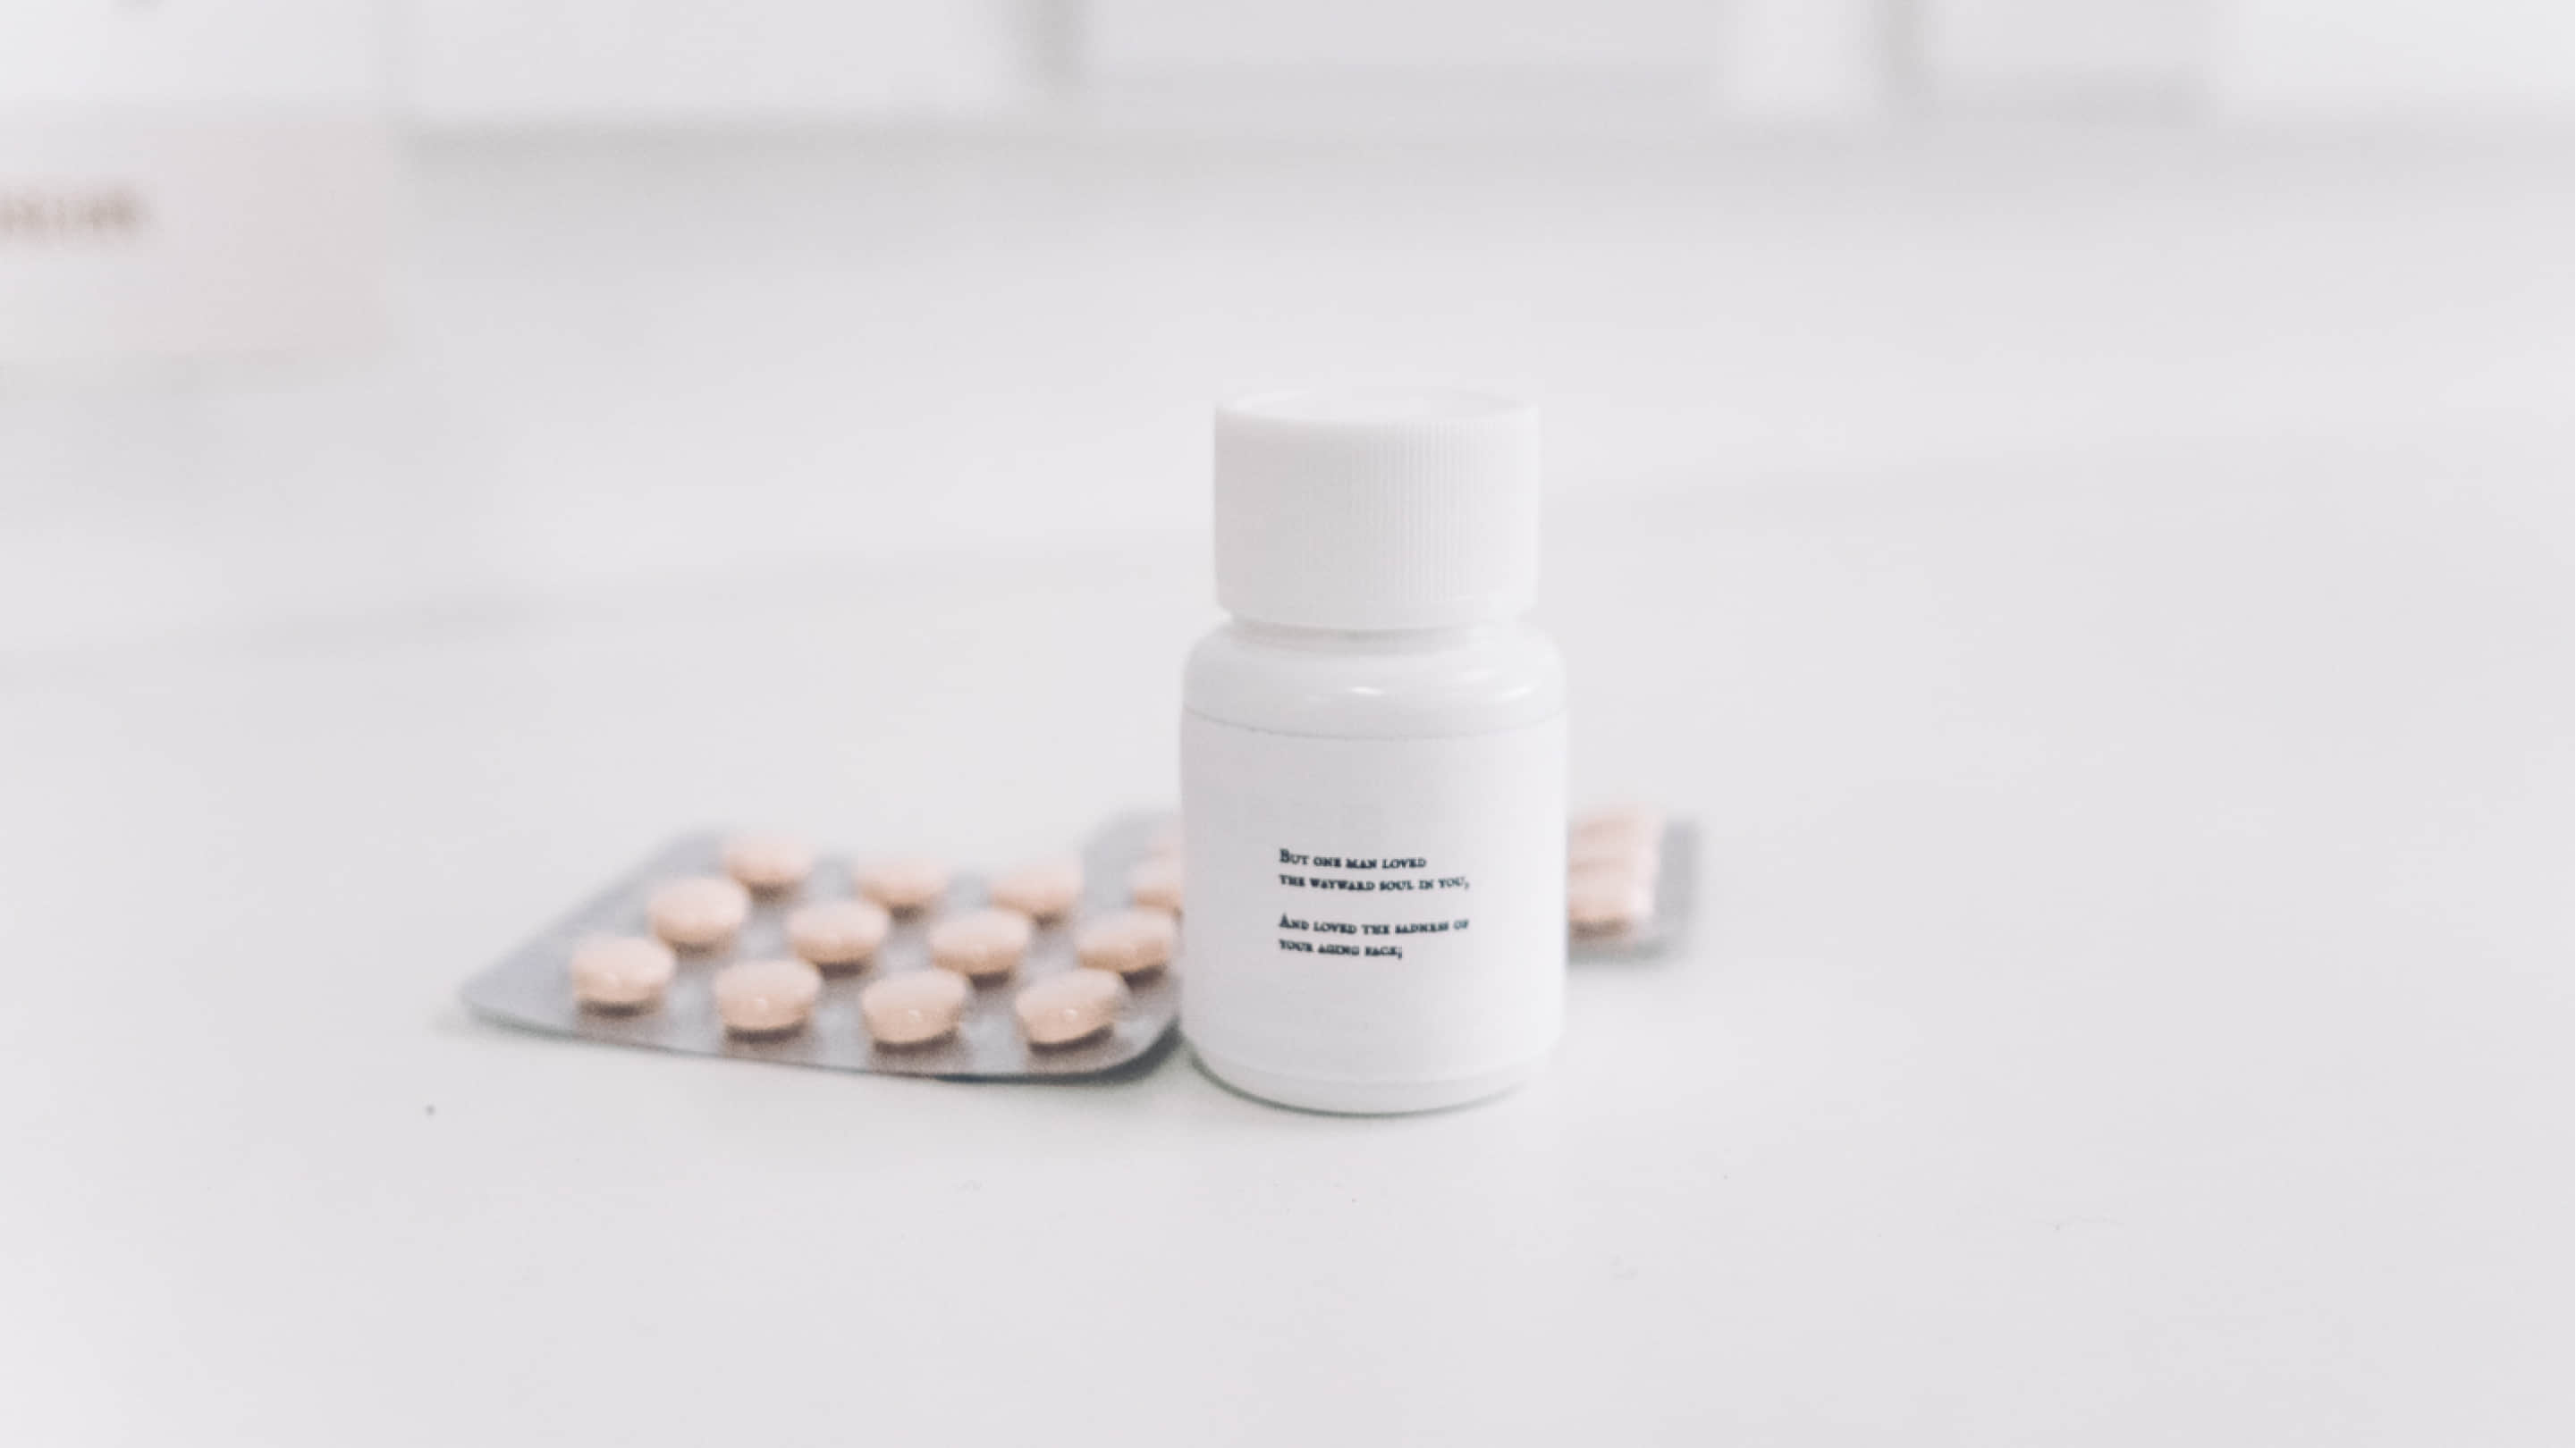 But one man loved
the wayward soul in you,
And loved the sadness of
your aging face;